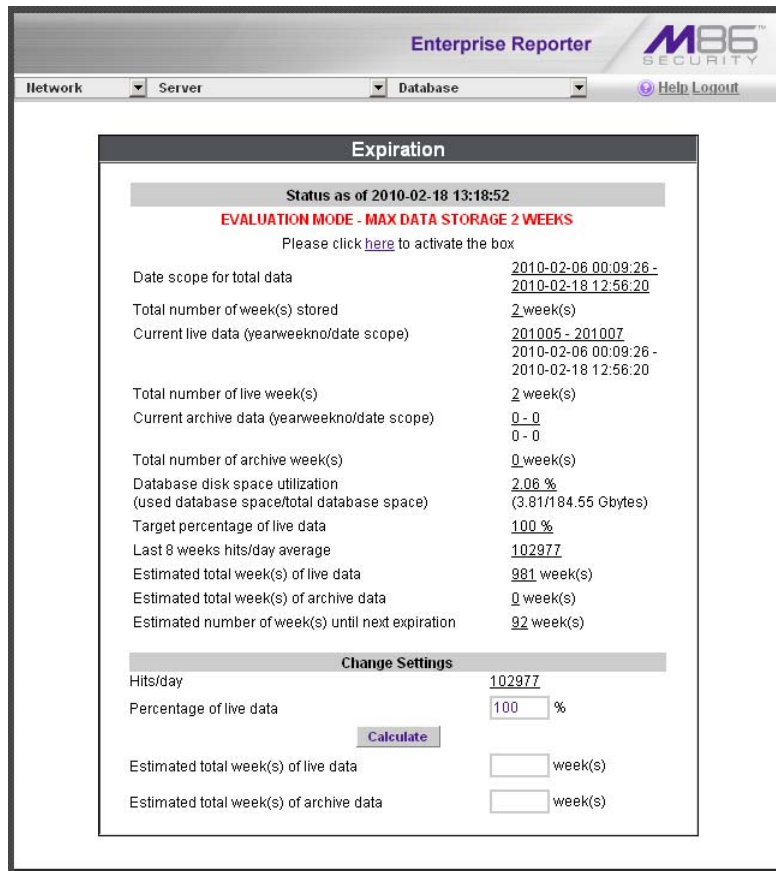 Enterprise Reporter
M86™
SECURITY
Network Server Database Help Logout
Expiration
Status as of 2010-02-18 13:18:52
EVALUATION MODE - MAX DATA STORAGE 2 WEEKS
Please click here to activate the box
Date scope for total data 2010-02-06 00:09:26 -
2010-02-18 12:56:20
Total number of week(s) stored 2 week(s)
Current live data (yearweekno/date scope) 201005 - 201007
2010-02-06 00:09:26 -
2010-02-18 12:56:20
Total number of live week(s) 2 week(s)
Current archive data (yearweekno/date scope) 0 - 0
0 - 0
Total number of archive week(s) 0 week(s)
Database disk space utilization 2.06 %
(used database space/total database space) (3.81/184.55 Gbytes)
Target percentage of live data 100 %
Last 8 weeks hits/day average 102977
Estimated total week(s) of live data 981 week(s)
Estimated total week(s) of archive data 0 week(s)
Estimated number of week(s) until next expiration 92 week(s)
Change Settings
Hits/day 102977
Percentage of live data 100 %
Calculate
Estimated total week(s) of live data week(s)
Estimated total week(s) of archive data week(s)